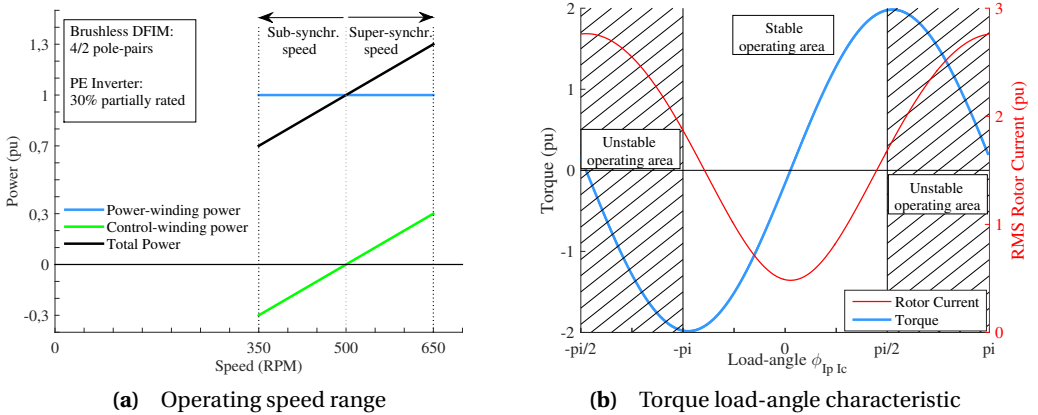 Brushless DFIM:
4/2 pole-pairs
PE Inverter:
30% partially rated
Sub-synchr.
speed
Super-synchr.
speed
1,3
1
0,7
0,3
0
-0,3
Power (pu)
Power-winding power
Control-winding power
Total Power
0
350
500
650
Speed (RPM)
(a) Operating speed range
2
1
0
-1
-2
Torque (pu)
Stable
operating area
Unstable
operating area
Unstable
operating area
3
2
1
0
RMS Rotor Current (pu)
Rotor Current
Torque
-pi/2
-pi
0
pi/2
pi
Load-angle ϕIp Ic
(b) Torque load-angle characteristic